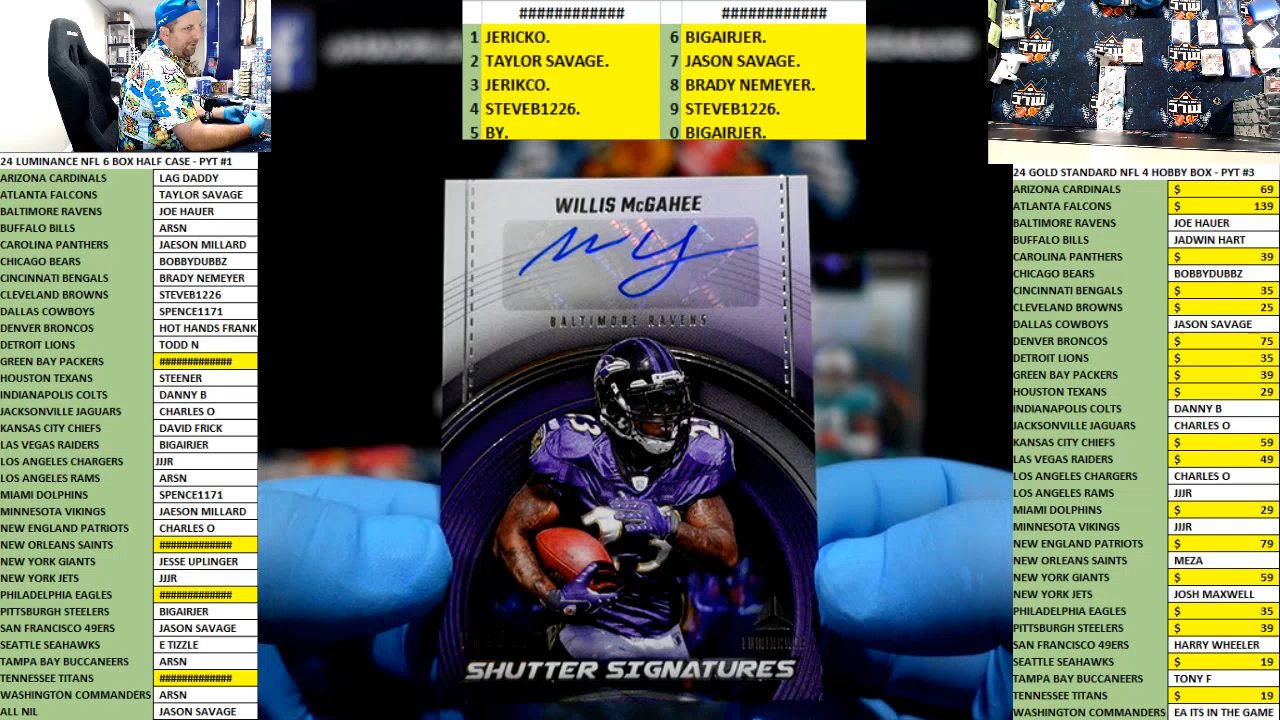 ############ ############
1 JERICKO. 6 BIGAIRJER.
2 TAYLOR SAVAGE. 7 JASON SAVAGE.
3 JERIKCO. 8 BRADY NEMEYER.
4 STEVEB1226. 9 STEVEB1226.
5 BY. 0 BIGAIRJER.
24 LUMINANCE NFL 6 BOX HALF CASE - PYT #1
ARIZONA CARDINALS LAG DADDY
ATLANTA FALCONS TAYLOR SAVAGE
BALTIMORE RAVENS JOE HAUER
BUFFALO BILLS ARSN
CAROLINA PANTHERS JAESON MILLARD
CHICAGO BEARS BOBBYDUBBZ
CINCINNATI BENGALS BRADY NEMEYER
CLEVELAND BROWNS STEVEB1226
DALLAS COWBOYS SPENCE1171
DENVER BRONCOS HOT HANDS FRANK
DETROIT LIONS TODD N
GREEN BAY PACKERS #############
HOUSTON TEXANS STEENER
INDIANAPOLIS COLTS DANNY B
JACKSONVILLE JAGUARS CHARLES O
KANSAS CITY CHIEFS DAVID FRICK
LAS VEGAS RAIDERS BIGAIRJER
LOS ANGELES CHARGERS JJJR
LOS ANGELES RAMS ARSN
MIAMI DOLPHINS SPENCE1171
MINNESOTA VIKINGS JAESON MILLARD
NEW ENGLAND PATRIOTS CHARLES O
NEW ORLEANS SAINTS #############
NEW YORK GIANTS JESSE UPLINGER
NEW YORK JETS JJJR
PHILADELPHIA EAGLES #############
PITTSBURGH STEELERS BIGAIRJER
SAN FRANCISCO 49ERS JASON SAVAGE
SEATTLE SEAHAWKS E TIZZLE
TAMPA BAY BUCCANEERS ARSN
TENNESSEE TITANS #############
WASHINGTON COMMANDERS ARSN
ALL NIL JASON SAVAGE
WILLIS McGAHEE
BALTIMORE RAVENS
23
LUMINANCE
SHUTTER SIGNATURES
24 GOLD STANDARD NFL 4 HOBBY BOX - PYT #3
ARIZONA CARDINALS $ 69
ATLANTA FALCONS $ 139
BALTIMORE RAVENS JOE HAUER
BUFFALO BILLS JADWIN HART
CAROLINA PANTHERS $ 39
CHICAGO BEARS BOBBYDUBBZ
CINCINNATI BENGALS $ 35
CLEVELAND BROWNS $ 25
DALLAS COWBOYS JASON SAVAGE
DENVER BRONCOS $ 75
DETROIT LIONS $ 35
GREEN BAY PACKERS $ 39
HOUSTON TEXANS $ 29
INDIANAPOLIS COLTS DANNY B
JACKSONVILLE JAGUARS CHARLES O
KANSAS CITY CHIEFS $ 59
LAS VEGAS RAIDERS $ 49
LOS ANGELES CHARGERS CHARLES O
LOS ANGELES RAMS JJJR
MIAMI DOLPHINS $ 29
MINNESOTA VIKINGS JJJR
NEW ENGLAND PATRIOTS $ 79
NEW ORLEANS SAINTS MEZA
NEW YORK GIANTS $ 59
NEW YORK JETS JOSH MAXWELL
PHILADELPHIA EAGLES $ 35
PITTSBURGH STEELERS $ 39
SAN FRANCISCO 49ERS HARRY WHEELER
SEATTLE SEAHAWKS $ 19
TAMPA BAY BUCCANEERS TONY F
TENNESSEE TITANS $ 19
WASHINGTON COMMANDERS EA ITS IN THE GAME